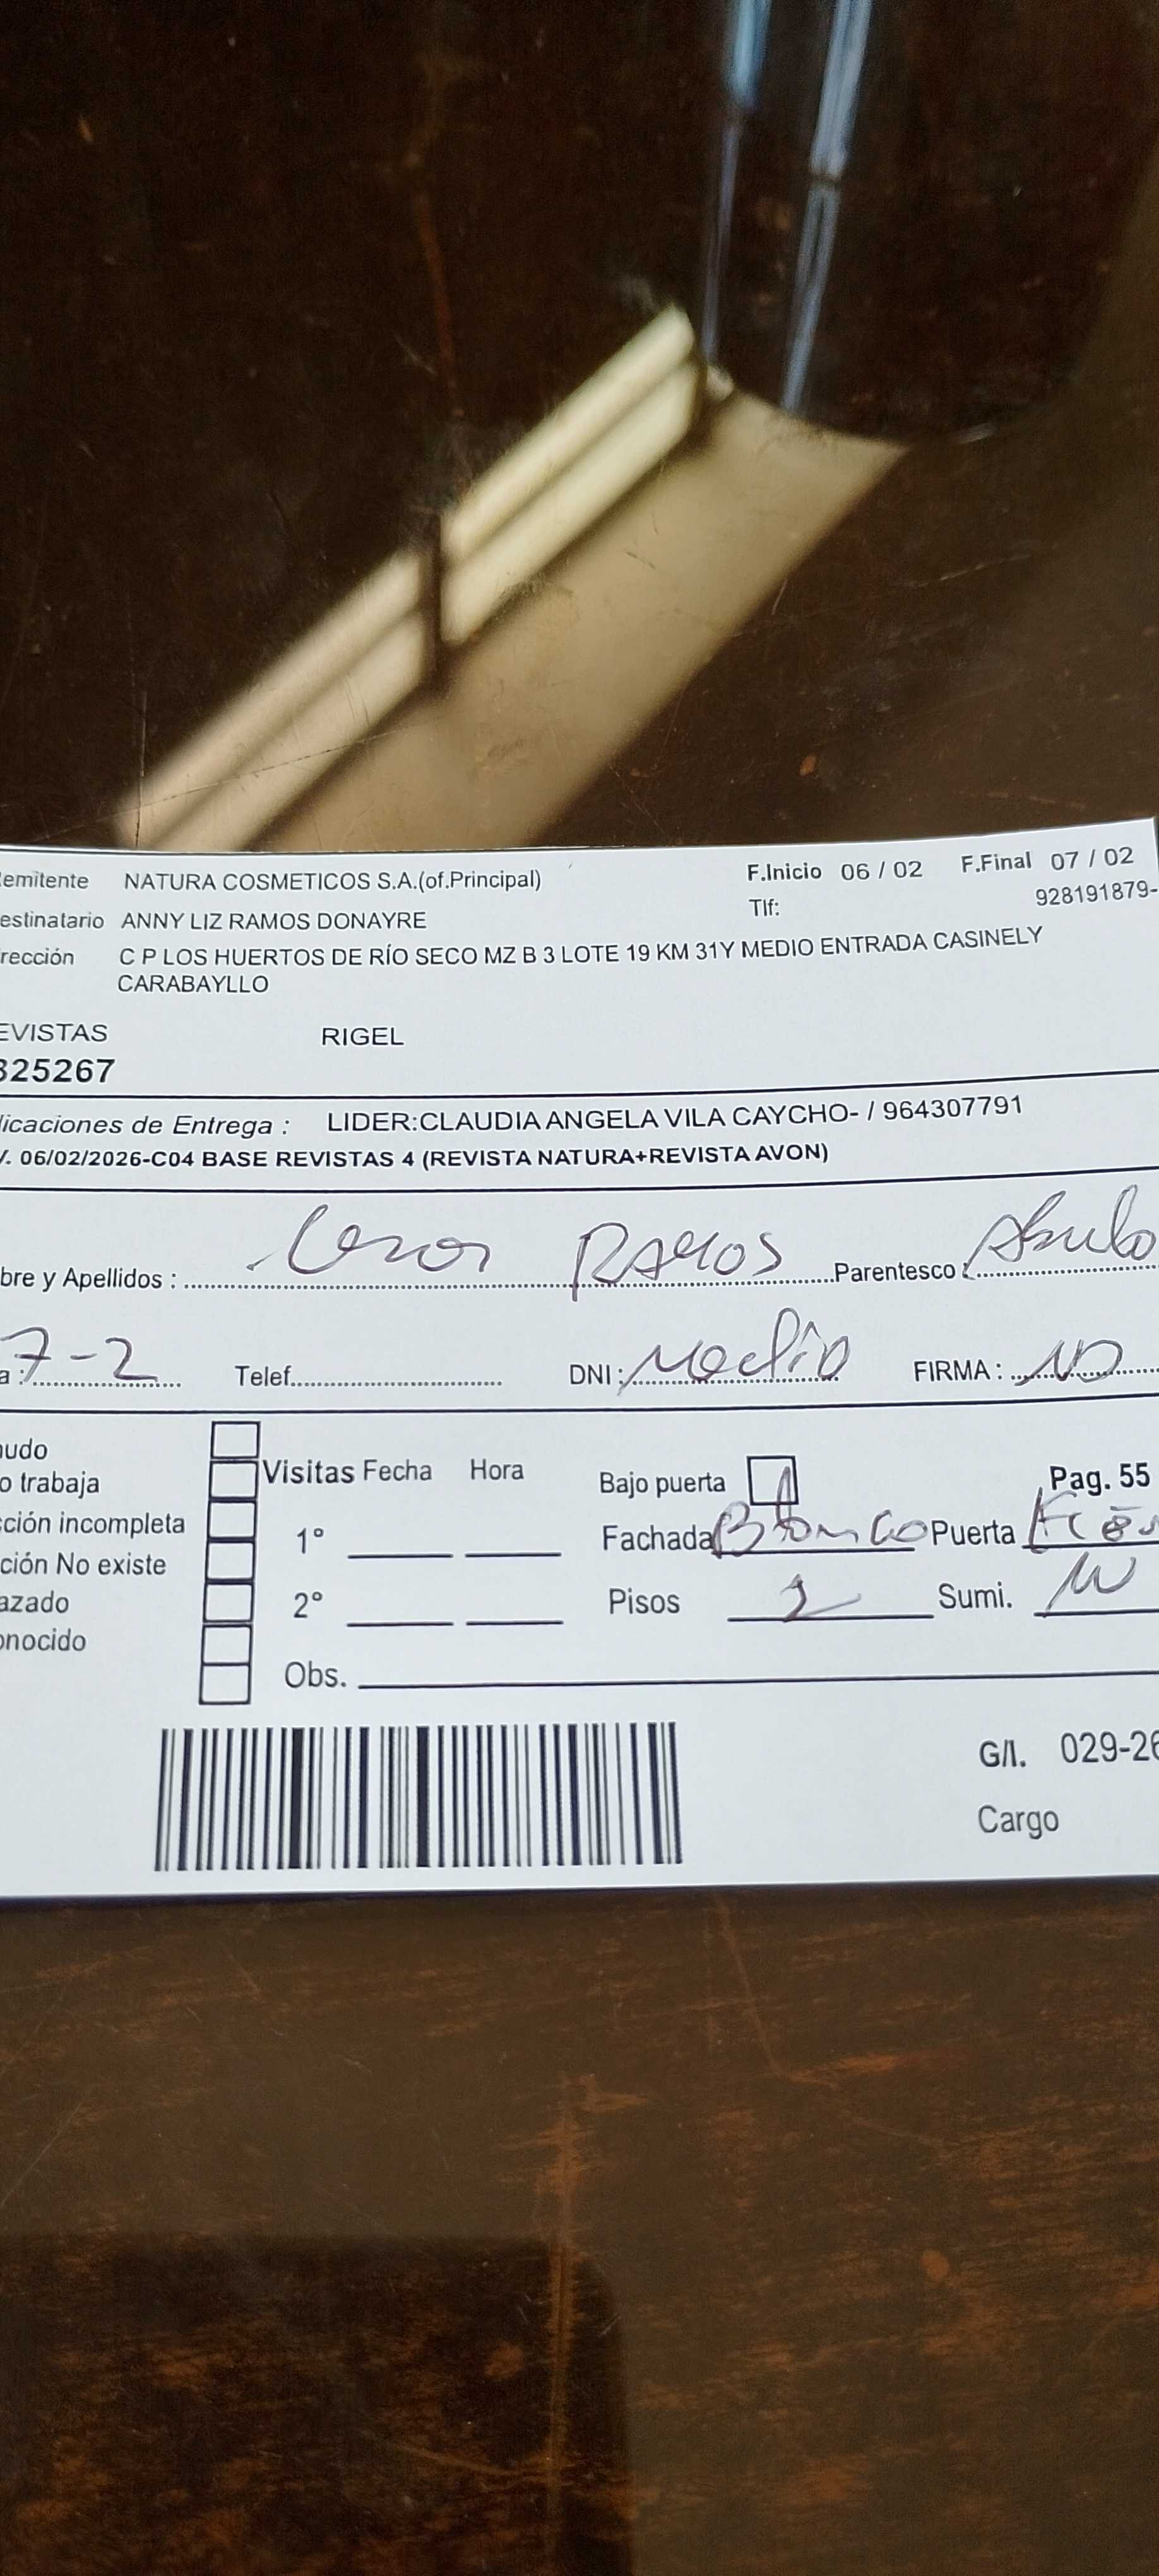 emitente NATURA COSMETICOS S.A.(of.Principal) F.Inicio 06 / 02 F.Final 07 / 02
estinatario ANNY LIZ RAMOS DONAYRE Tlf: 928191879-
rección C P LOS HUERTOS DE RÍO SECO MZ B 3 LOTE 19 KM 31Y MEDIO ENTRADA CASINELY
CARABAYLLO
EVISTAS RIGEL
325267
licaciones de Entrega : LIDER:CLAUDIA ANGELA VILA CAYCHO- / 964307791
/. 06/02/2026-C04 BASE REVISTAS 4 (REVISTA NATURA+REVISTA AVON)
bre y Apellidos : Cesar RAMOS Parentesco : Abuelo
a : 7-2 Telef. DNI : FIRMA :
udo
o trabaja Visitas Fecha Hora Bajo puerta Pag. 55
ción incompleta 1° Fachada Blanco Puerta
ción No existe
azado 2° Pisos 2 Sumi.
onocido
Obs.
G/I. 029-26
Cargo